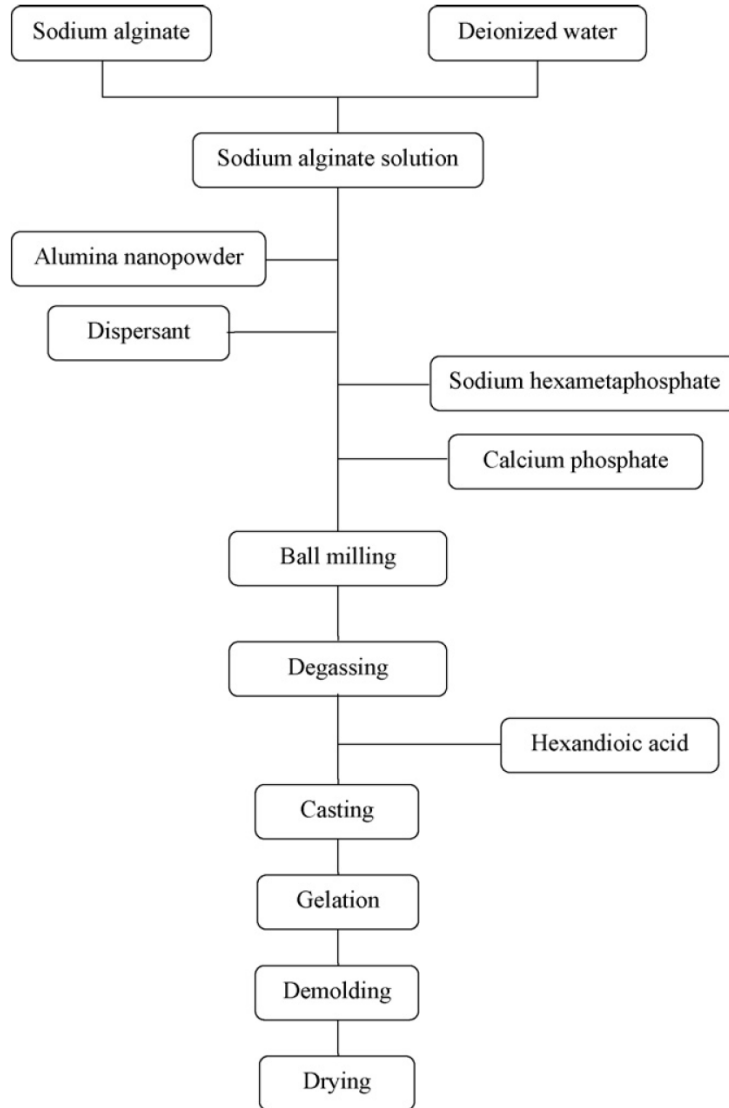 Sodium alginate
Deionized water
Sodium alginate solution
Alumina nanopowder
Dispersant
Sodium hexametaphosphate
Calcium phosphate
Ball milling
Degassing
Hexandioic acid
Casting
Gelation
Demolding
Drying